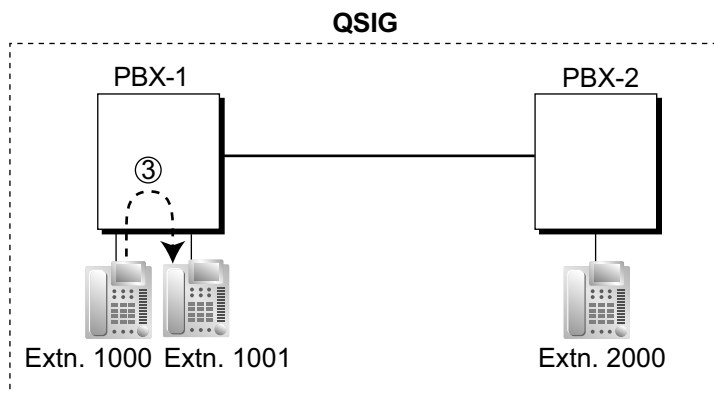 QSIG
PBX-1
PBX-2
③
Extn. 1000
Extn. 1001
Extn. 2000